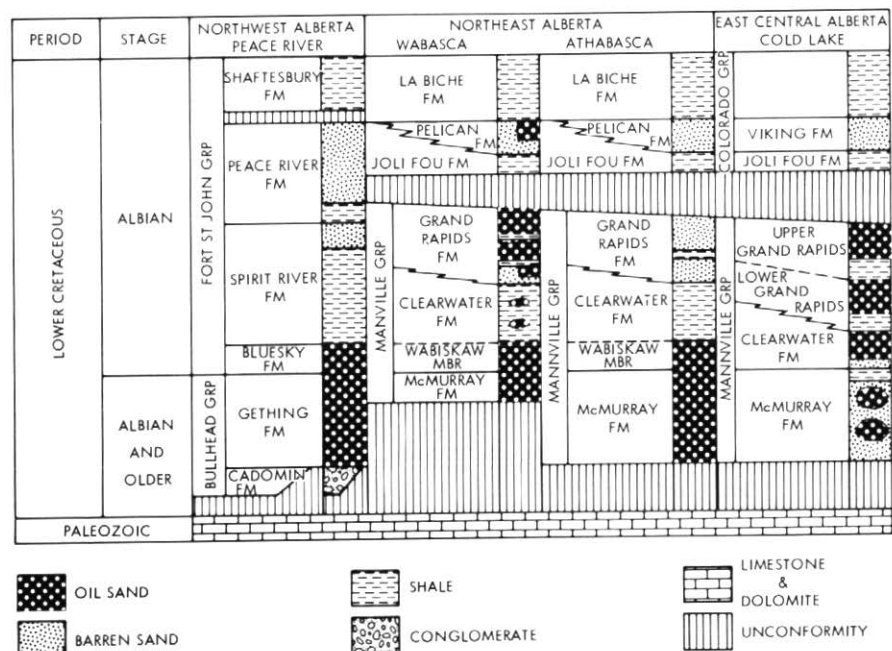 PERIOD
STAGE
NORTHWEST ALBERTA
PEACE RIVER
NORTHEAST ALBERTA
WABASCA
ATHABASCA
EAST CENTRAL ALBERTA
COLD LAKE
LOWER CRETACEOUS
ALBIAN
ALBIAN
AND
OLDER
FORT ST JOHN GRP
BULLHEAD GRP
SHAFTESBURY
FM
PEACE RIVER
FM
SPIRIT RIVER
FM
BLUESKY FM
GETHING
FM
CADOMIN
FM
LA BICHE
FM
PELICAN
FM
JOLI FOU FM
MANVILLE GRP
GRAND
RAPIDS
FM
CLEARWATER
FM
WABISKAW
MBR
McMURRAY
FM
LA BICHE
FM
PELICAN
FM
JOLI FOU FM
MANNVILLE GRP
GRAND
RAPIDS
FM
CLEARWATER
FM
WABISKAW
MBR
McMURRAY
FM
COLORADO GRP
VIKING FM
JOLI FOU FM
MANNVILLE GRP
UPPER
GRAND RAPIDS
LOWER
GRAND
RAPIDS
CLEARWATER
FM
McMURRAY
FM
PALEOZOIC
OIL SAND
SHALE
LIMESTONE
&
DOLOMITE
BARREN SAND
CONGLOMERATE
UNCONFORMITY